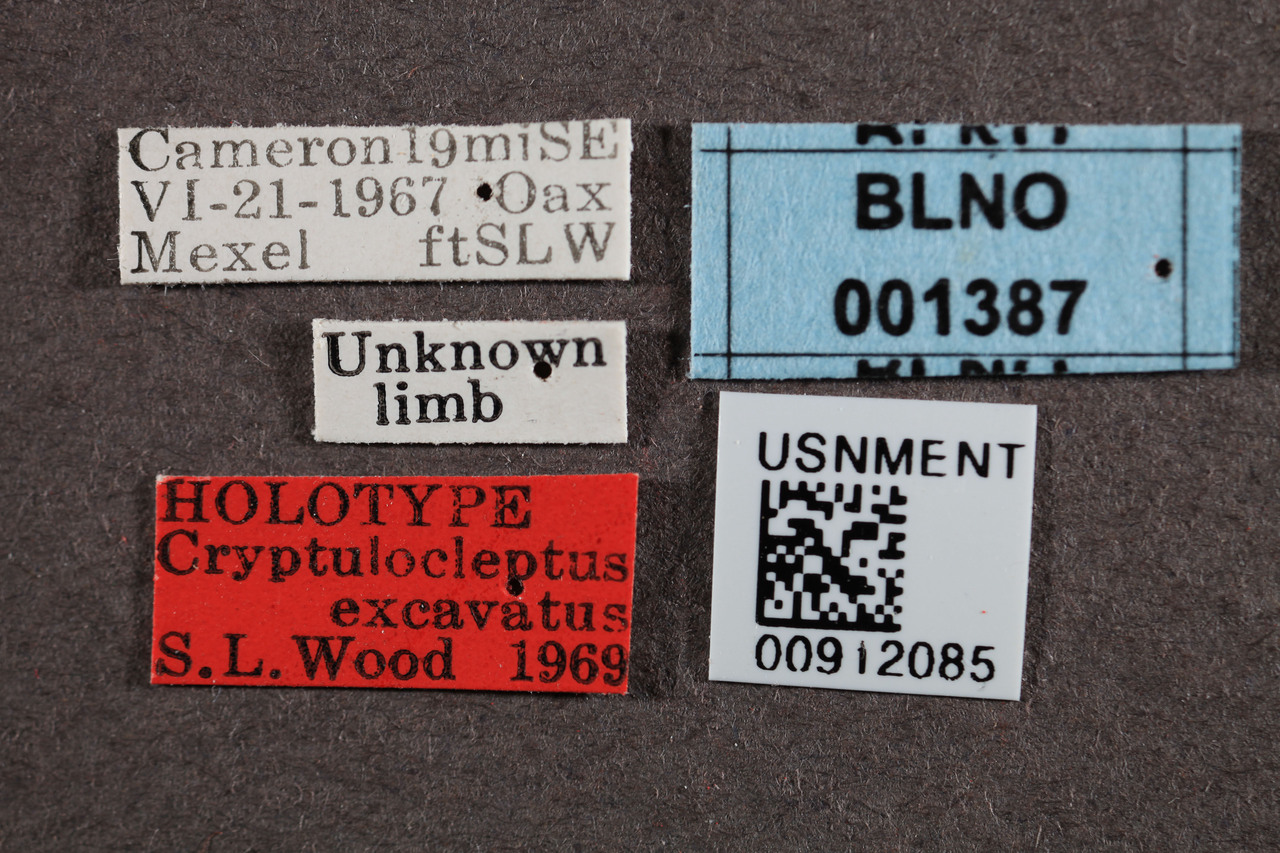 Cameron 19miSE
VI-21-1967 Oax
Mexel ftSLW
Unknown
limb
HOLOTYPE
Cryptulocleptus
excavatus
S.L. Wood 1969
BLNO
001387
USNMENT
00912085